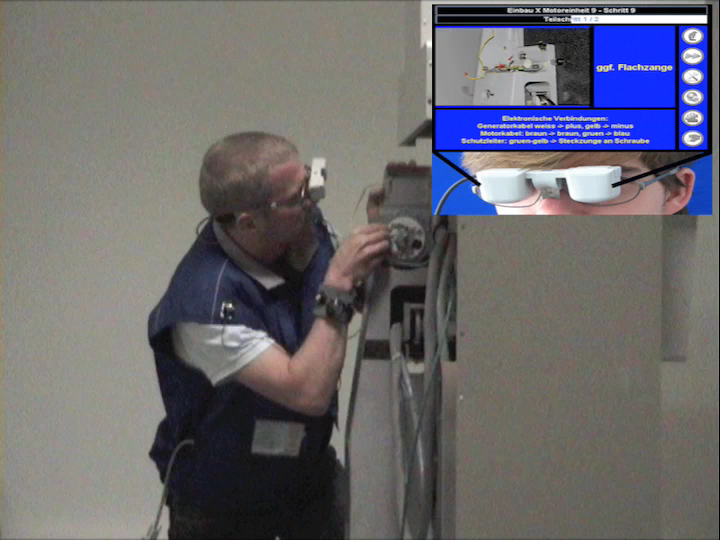 Einbau X Motoreinheit 9 - Schritt 9
Teilschritt 1 / 2
ggf. Flachzange
Elektronische Verbindungen:
Generatorkabel weiss -> plus, gelb -> minus
Motorkabel: braun -> braun, gruen -> blau
Schutzleiter: gruen-gelb -> Steckzunge an Schraube